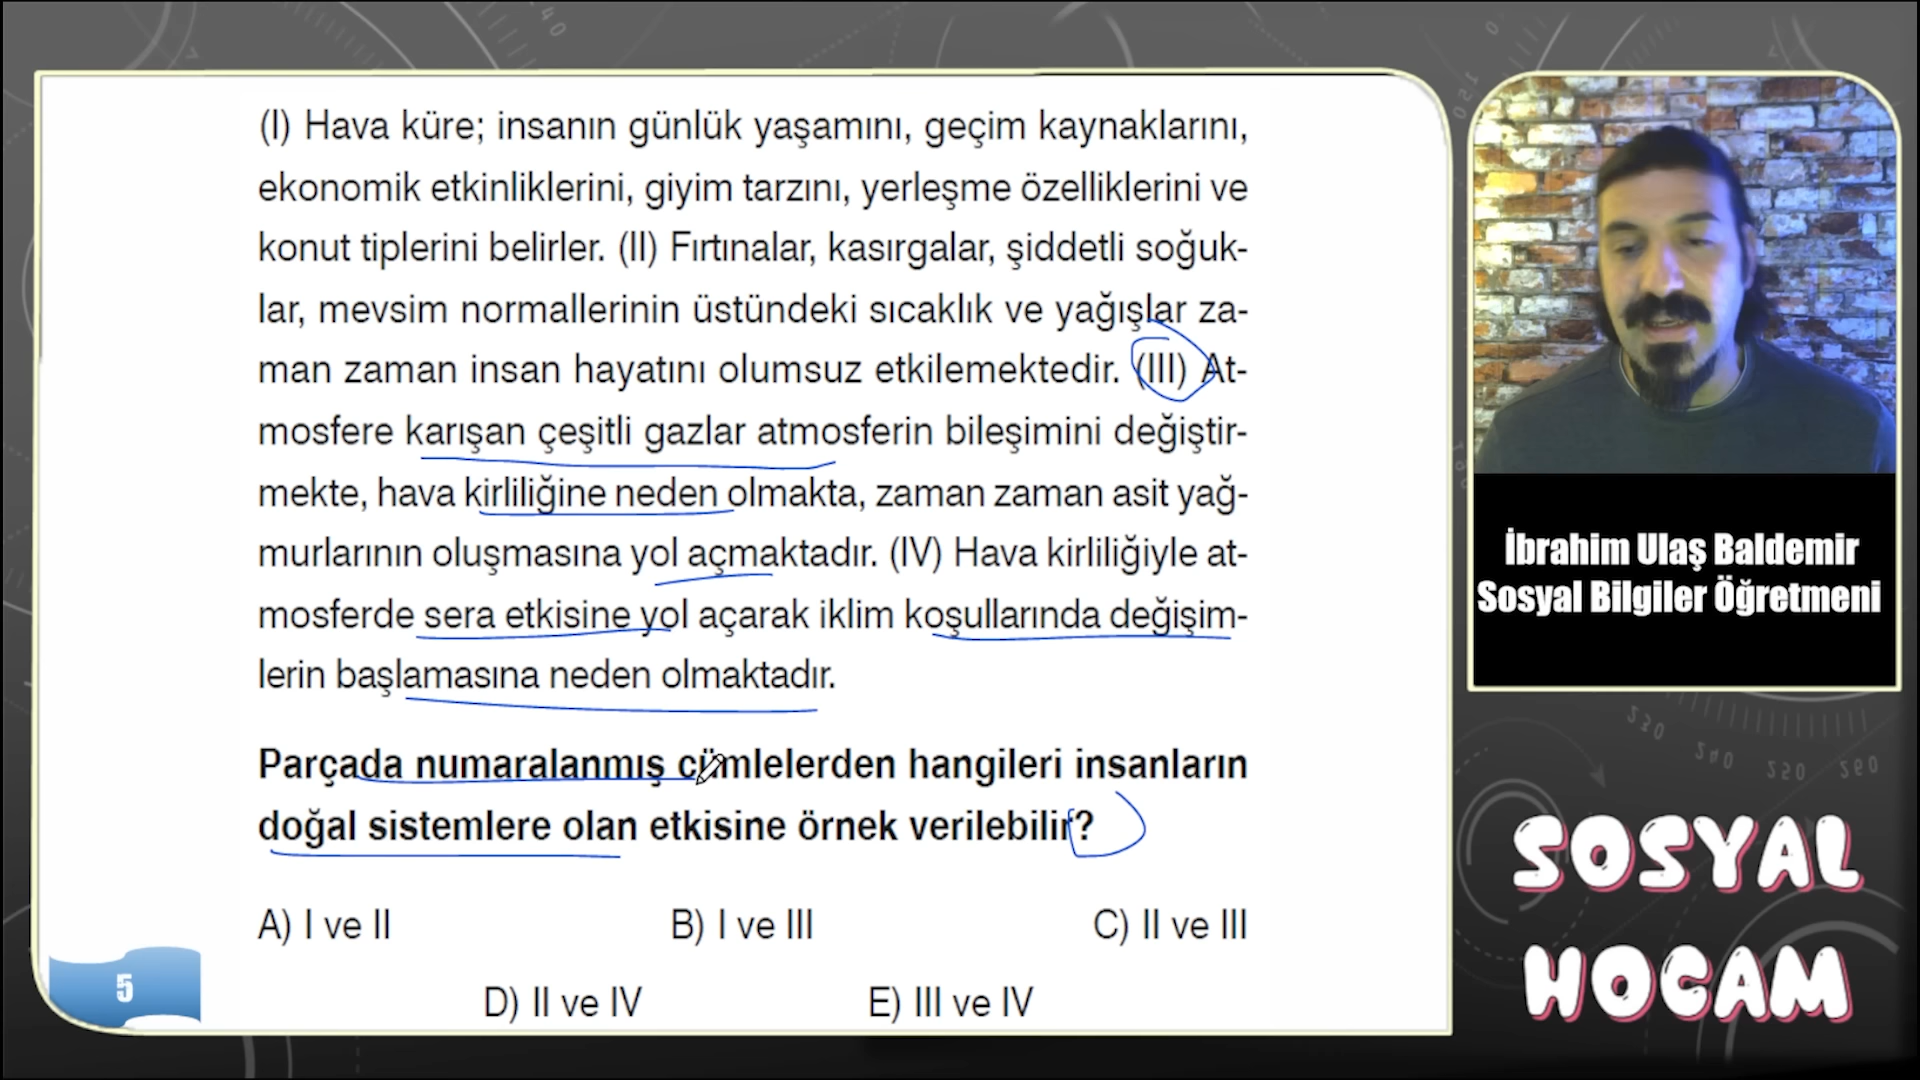 (I) Hava küre; insanın günlük yaşamını, geçim kaynaklarını,
ekonomik etkinliklerini, giyim tarzını, yerleşme özelliklerini ve
konut tiplerini belirler. (II) Fırtınalar, kasırgalar, şiddetli soğuk-
lar, mevsim normallerinin üstündeki sıcaklık ve yağışlar za-
man zaman insan hayatını olumsuz etkilemektedir. (III) At-
mosfere karışan çeşitli gazlar atmosferin bileşimini değiştir-
mekte, hava kirliliğine neden olmakta, zaman zaman asit yağ-
murlarının oluşmasına yol açmaktadır. (IV) Hava kirliliğiyle at-
mosferde sera etkisine yol açarak iklim koşullarında değişim-
lerin başlamasına neden olmaktadır.
Parçada numaralanmış cümlelerden hangileri insanların
doğal sistemlere olan etkisine örnek verilebilir?
A) I ve II
B) I ve III
C) II ve III
D) II ve IV
E) III ve IV
5
İbrahim Ulaş Baldemir
Sosyal Bilgiler Öğretmeni
230 240 250 260
SOSYAL
HOCAM